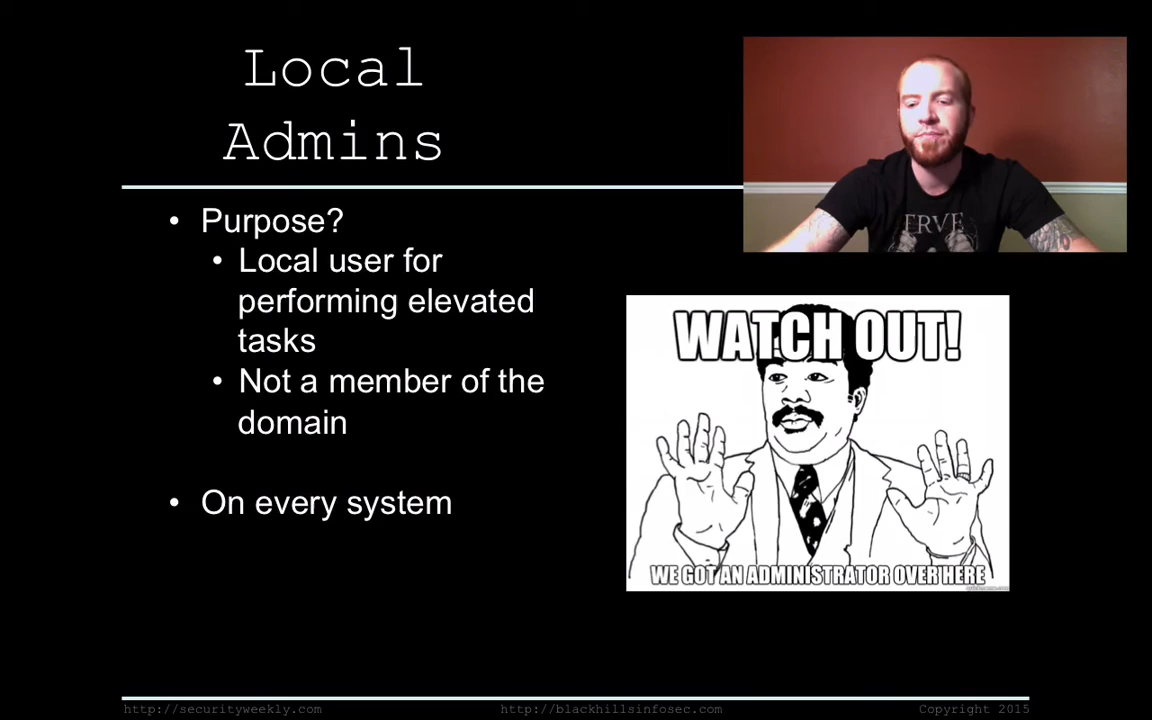 Local
Admins
• Purpose?
• Local user for
performing elevated
tasks
• Not a member of the
domain
• On every system
ERVE
WATCH OUT!
WE GOT AN ADMINISTRATOR OVER HERE
http://securityweekly.com
http://blackhillsinfosec.com
Copyright 2015